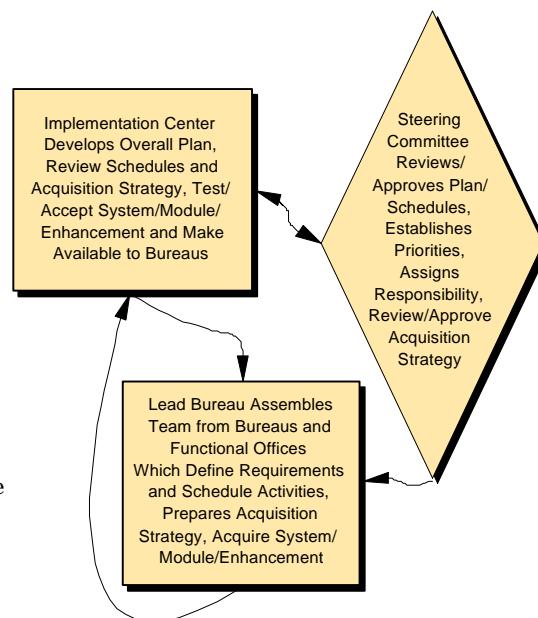 Implementation Center
Develops Overall Plan,
Review Schedules and
Acquisition Strategy, Test/
Accept System/Module/
Enhancement and Make
Available to Bureaus
Steering
Committee
Reviews/
Approves Plan/
Schedules,
Establishes
Priorities,
Assigns
Responsibility,
Review/Approve
Acquisition
Strategy
Lead Bureau Assembles
Team from Bureaus and
Functional Offices
Which Define Requirements
and Schedule Activities,
Prepares Acquisition
Strategy, Acquire System/
Module/Enhancement
e